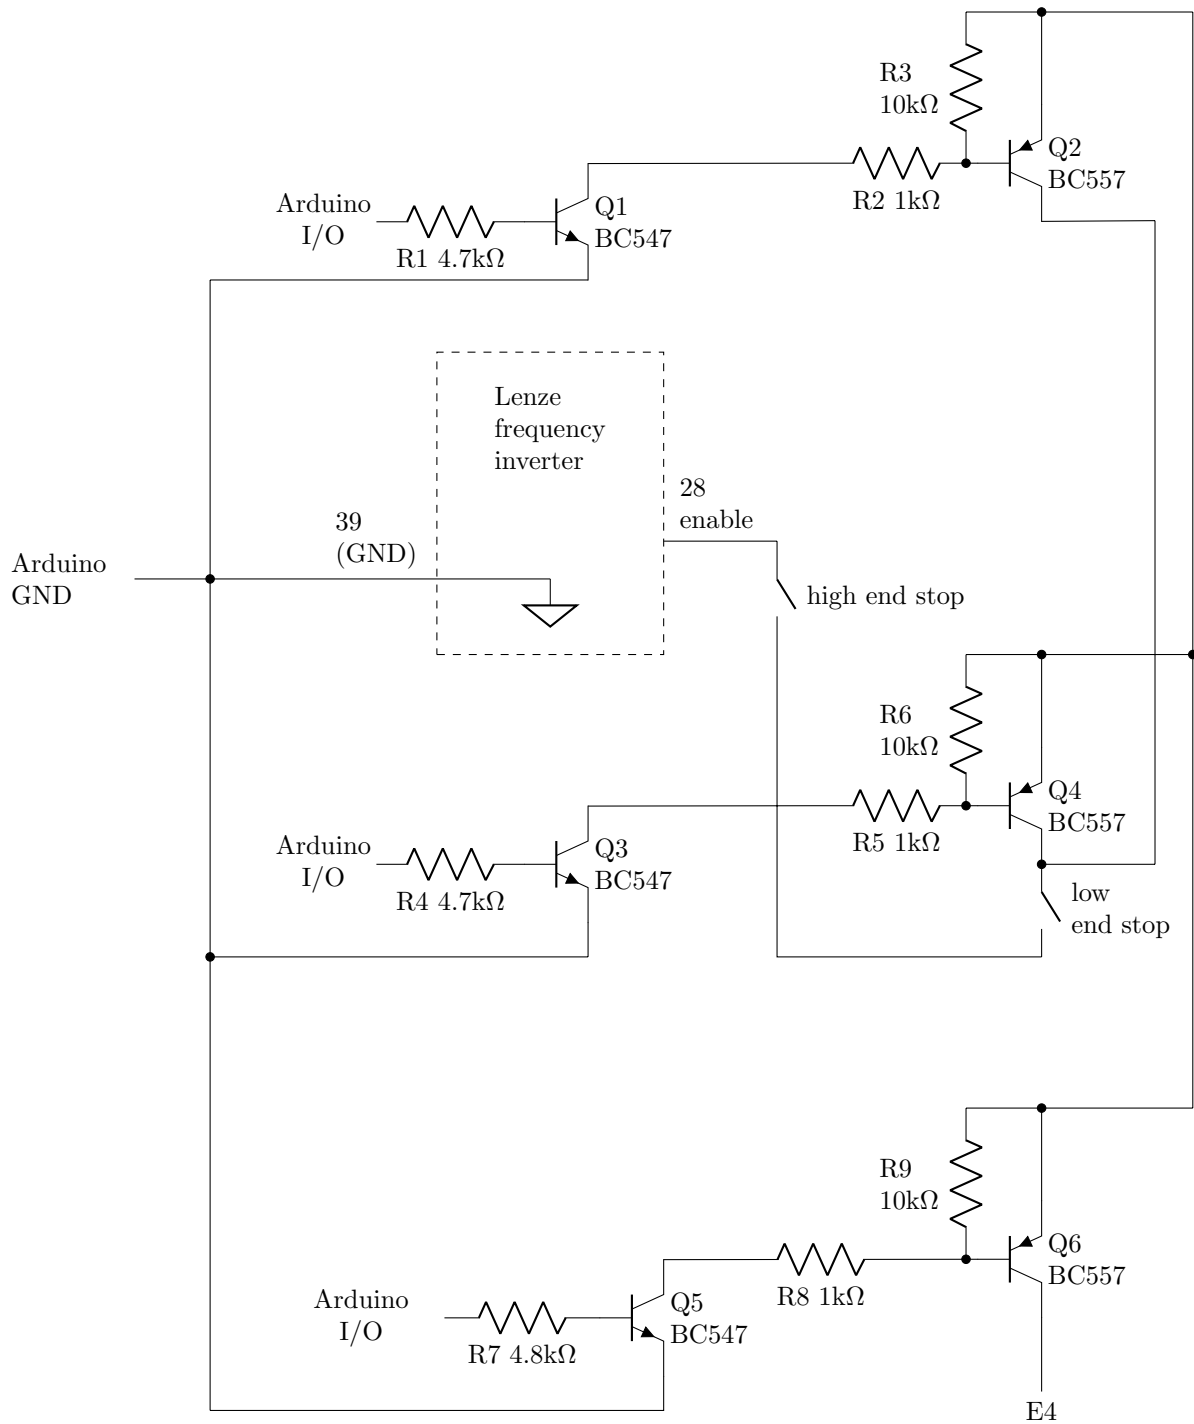 R3
10kΩ
Q2
BC557
R2 1kΩ
Arduino
I/O
R1 4.7kΩ
Q1
BC547
Lenze
frequency
inverter
28
enable
39
(GND)
Arduino
GND
high end stop
R6
10kΩ
Q4
BC557
R5 1kΩ
Arduino
I/O
R4 4.7kΩ
Q3
BC547
low
end stop
R9
10kΩ
Q6
BC557
R8 1kΩ
Arduino
I/O
R7 4.8kΩ
Q5
BC547
E4